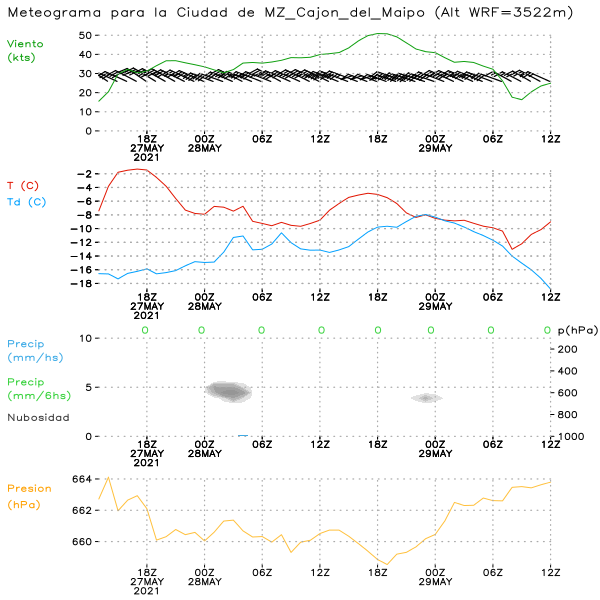 Meteograma para la Ciudad de MZ_Cajon_del_Maipo (Alt WRF=3522m)
Viento
(kts)
50
40
30
20
10
0
18Z 00Z 06Z 12Z 18Z 00Z 06Z 12Z
27MAY 28MAY 29MAY
2021
T (C)
Td (C)
-2
-4
-6
-8
-10
-12
-14
-16
-18
18Z 00Z 06Z 12Z 18Z 00Z 06Z 12Z
27MAY 28MAY 29MAY
2021
Precip
(mm/hs)
Precip
(mm/6hs)
Nubosidad
10
5
0
0 0 0 0 0 0 0 0
p(hPa)
200
400
600
800
1000
18Z 00Z 06Z 12Z 18Z 00Z 06Z 12Z
27MAY 28MAY 29MAY
2021
Presion
(hPa)
664
662
660
18Z 00Z 06Z 12Z 18Z 00Z 06Z 12Z
27MAY 28MAY 29MAY
2021